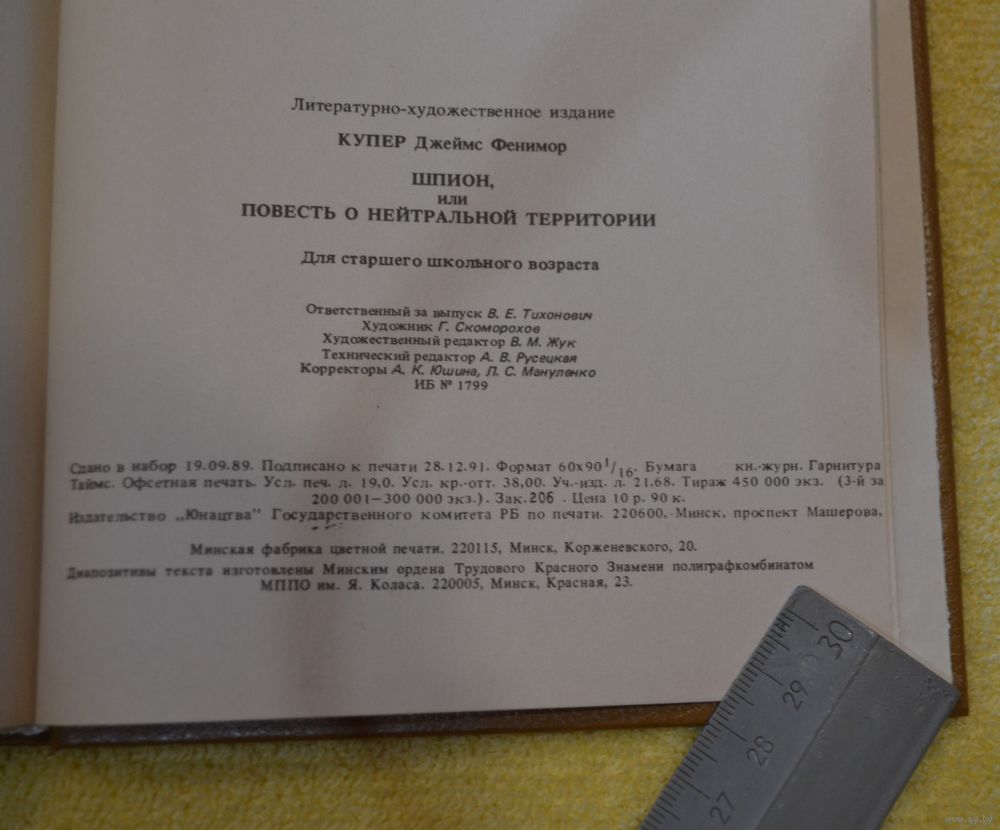 Литературно-художественное издание
КУПЕР Джеймс Фенимор
ШПИОН,
ИЛИ
ПОВЕСТЬ О НЕЙТРАЛЬНОЙ ТЕРРИТОРИИ
Для старшего школьного возраста
Ответственный за выпуск В. Е. Тихонович
Художник Г. Скоморохов
Художественный редактор В. М. Жук
Технический редактор А. В. Русецкая
Корректоры А. К. Юшина, Л. С. Мануленко
ИБ № 1799
Сдано в набор 19.09.89. Подписано к печати 28.12.91. Формат 60х90 1/16. Бумага кн.-журн. Гарнитура
Таймс. Офсетная печать. Усл. печ. л. 19,0. Усл. кр.-отт. 38,00. Уч.-изд. л. 21,68. Тираж 450 000 экз. (3-й за
200 001—300 000 экз.). Зак. 206 . Цена 10 р. 90 к.
Издательство „Юнацтва" Государственного комитета РБ по печати. 220600, Минск, проспект Машерова,
Минская фабрика цветной печати. 220115, Минск, Корженевского, 20.
Диапозитивы текста изготовлены Минским ордена Трудового Красного Знамени полиграфкомбинатом
МППО им. Я. Коласа. 220005, Минск, Красная, 23.
30
29
28
27
www.ay.by